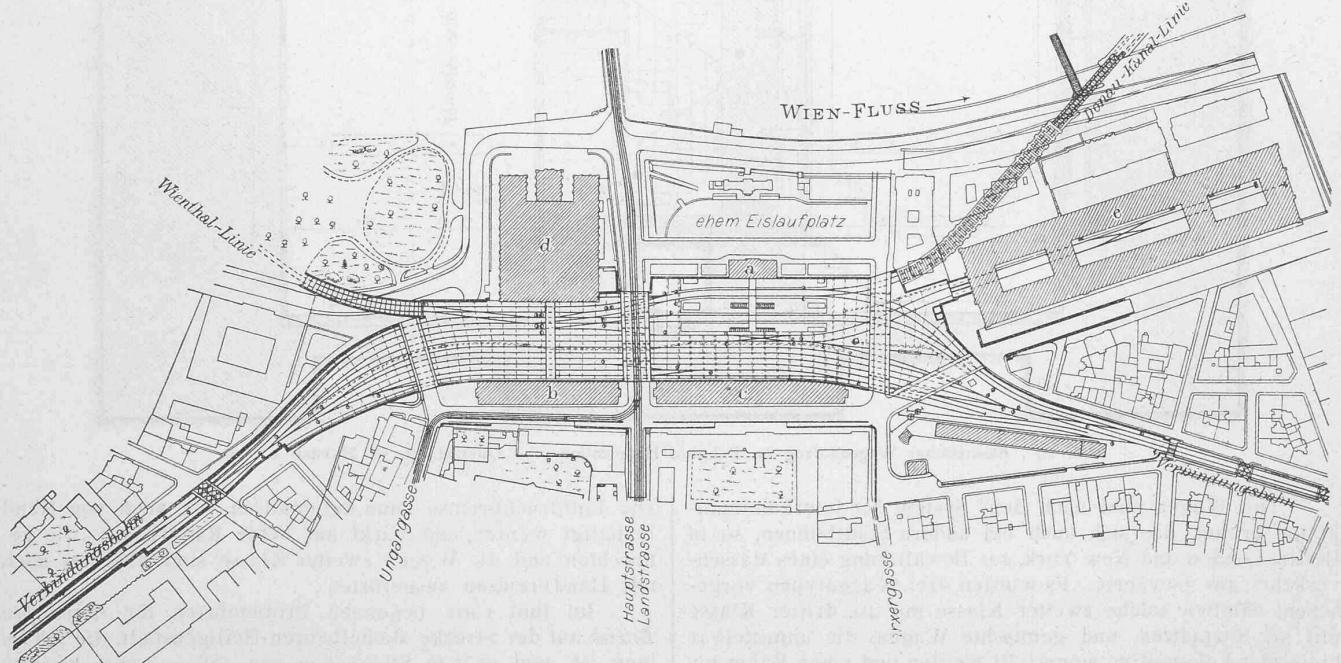 WIEN-FLUSS
Donau-Kanal-Linie
Wienthal-Linie
ehem Eislaufplatz
a
b
c
d
e
Verbindungsbahn
Ungargasse
Hauptstrasse
Landstrasse
Verbindungsbahn